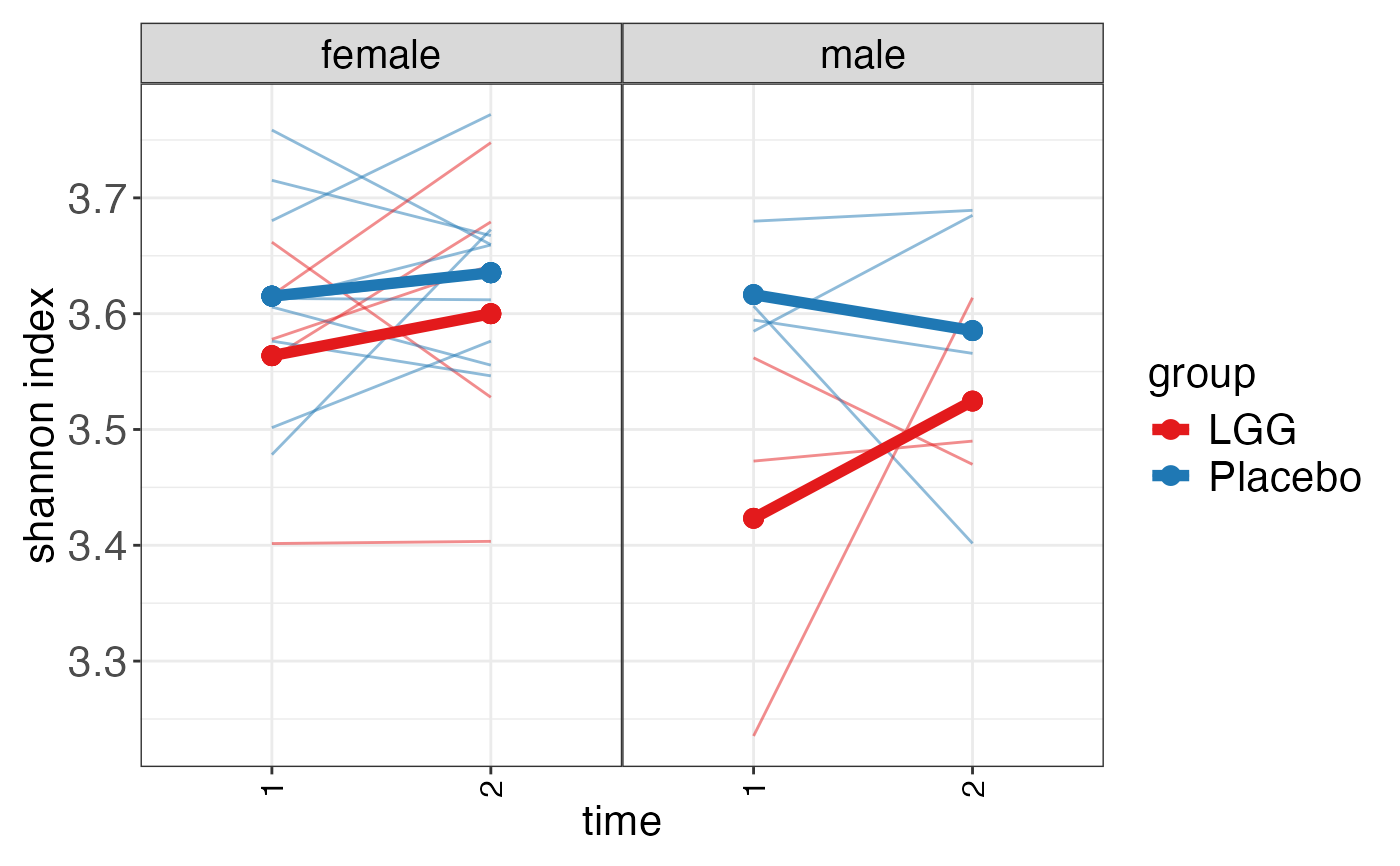 female
male
shannon index
3.7
3.6
3.5
3.4
3.3
1
2
1
2
time
group
LGG
Placebo